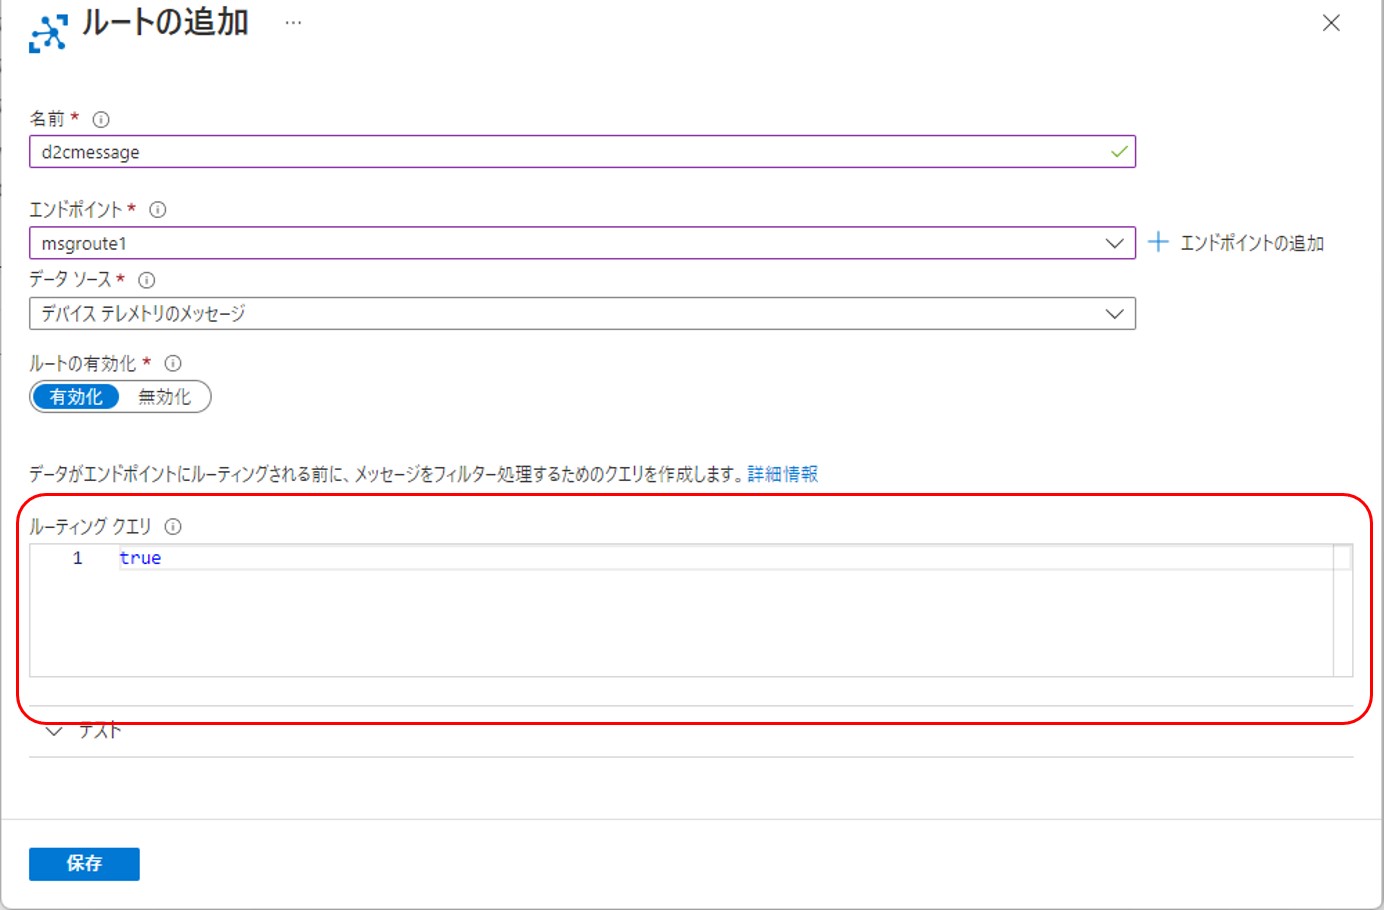 ルートの追加 …
名前 *
d2cmessage
エンドポイント *
msgroute1
エンドポイントの追加
データ ソース *
デバイス テレメトリのメッセージ
ルートの有効化 *
有効化 無効化
データがエンドポイントにルーティングされる前に、メッセージをフィルター処理するためのクエリを作成します。詳細情報
ルーティング クエリ
1 true
テスト
保存